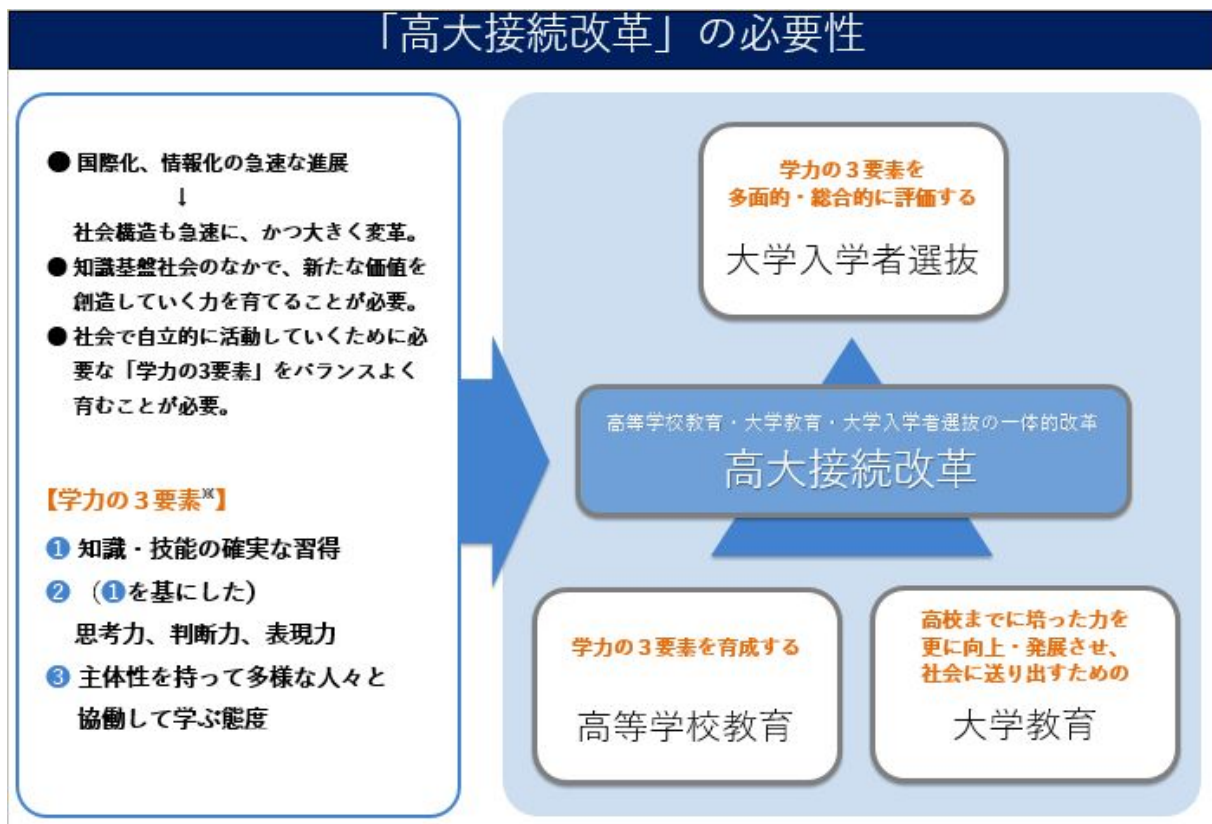 「高大接続改革」の必要性
● 国際化、情報化の急速な進展
↓
社会構造も急速に、かつ大きく変革。
● 知識基盤社会のなかで、新たな価値を
創造していく力を育てることが必要。
● 社会で自立的に活動していくために必
要な「学力の3要素」をバランスよく
育むことが必要。
【学力の３要素※】
❶ 知識・技能の確実な習得
❷ （❶を基にした）
思考力、判断力、表現力
❸ 主体性を持って多様な人々と
協働して学ぶ態度
学力の３要素を
多面的・総合的に評価する
大学入学者選抜
高等学校教育・大学教育・大学入学者選抜の一体的改革
高大接続改革
学力の３要素を育成する
高等学校教育
高校までに培った力を
更に向上・発展させ、
社会に送り出すための
大学教育